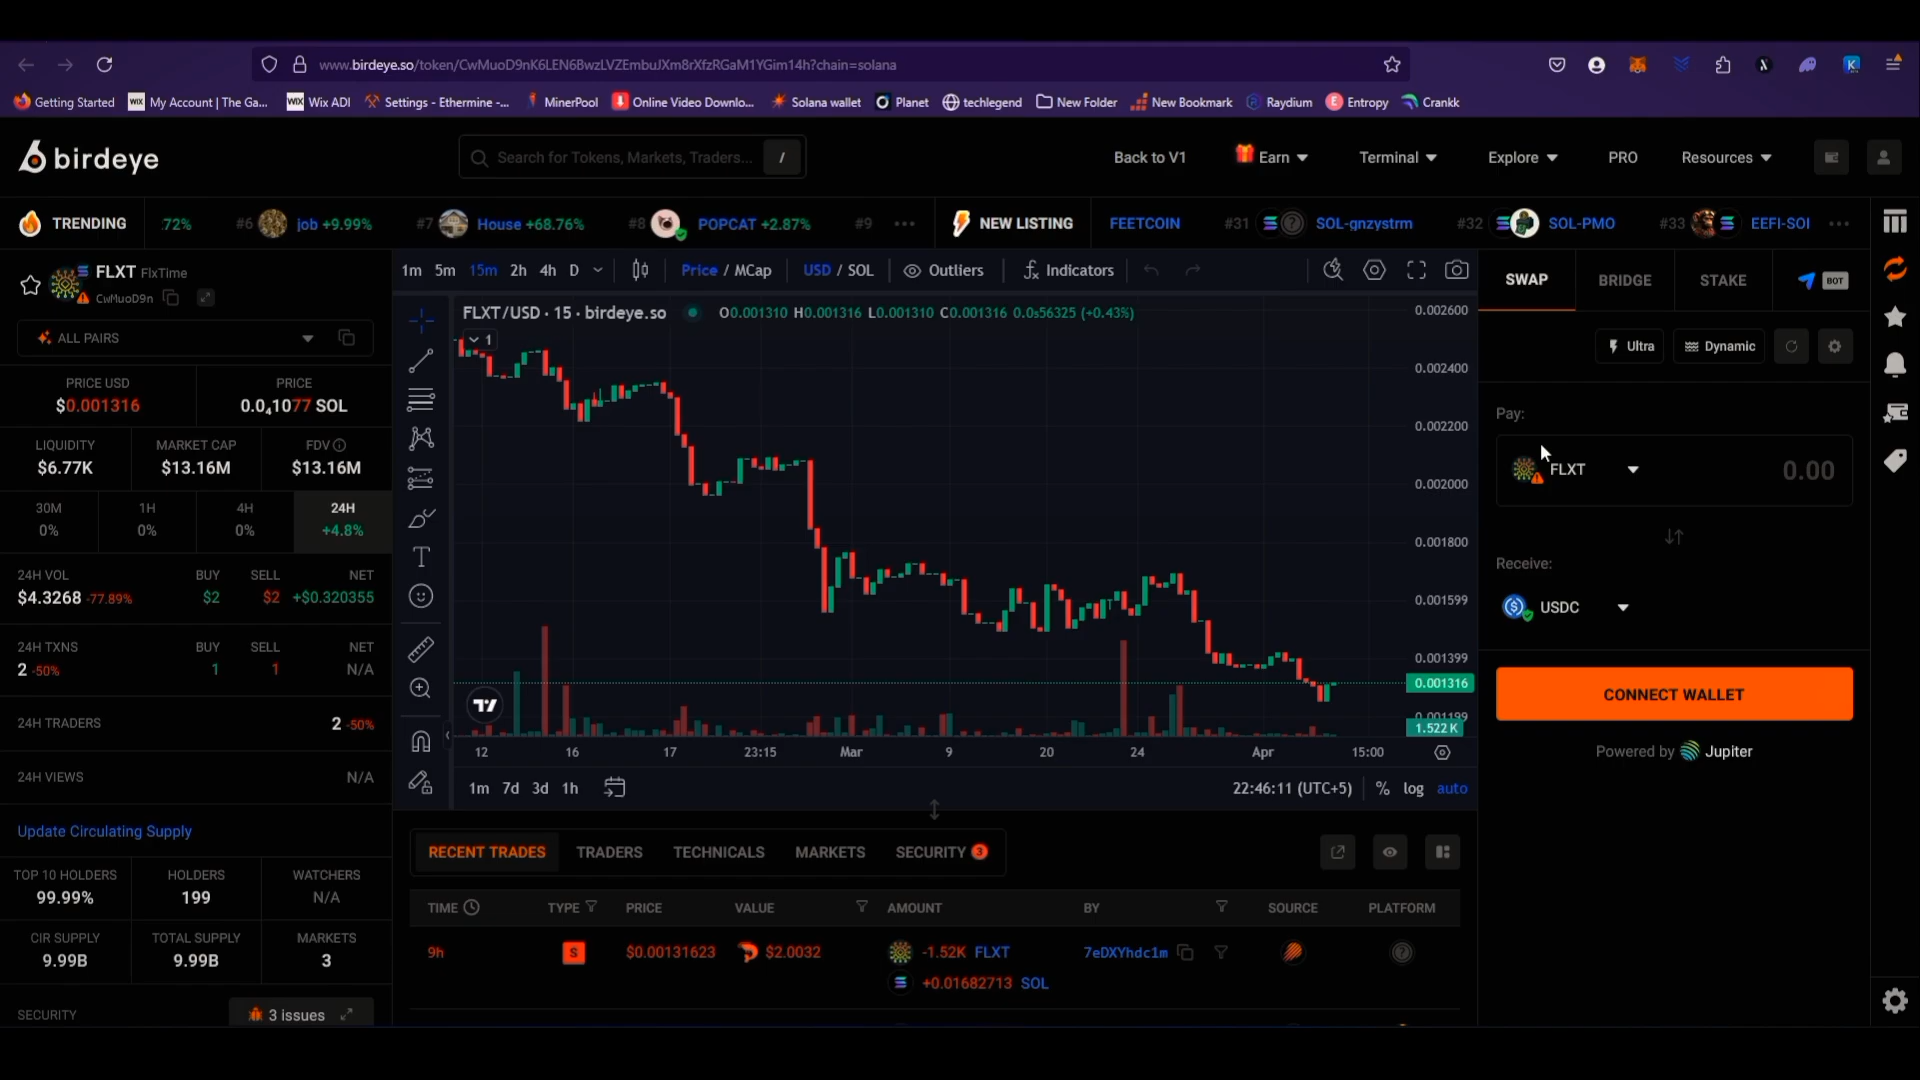 www.birdeye.so/token/CwMuoD9nK6LEN6BwzLVZEmbuJXm8rXfzRGaM1YGim14h?chain=solana
Getting Started WIX My Account | The Ga... WIX Wix ADI Settings - Ethermine -... MinerPool Online Video Downlo... Solana wallet Planet techlegend New Folder New Bookmark Raydium Entropy Crankk
birdeye Search for Tokens, Markets, Traders... / Back to V1 Earn Terminal Explore PRO Resources
TRENDING 72% #6 job +9.99% #7 House +68.76% #8 POPCAT +2.87% #9 ... NEW LISTING FEETCOIN #31 SOL-gnzystrm #32 SOL-PMO #33 EEFI-SOI ...
FLXT FlxTime
CwMuoD9n
ALL PAIRS
PRICE USD PRICE
$0.001316 0.0₄1077 SOL
LIQUIDITY MARKET CAP FDV
$6.77K $13.16M $13.16M
30M 1H 4H 24H
0% 0% 0% +4.8%
24H VOL BUY SELL NET
$4.3268 -77.89% $2 $2 +$0.320355
24H TXNS BUY SELL NET
2 -50% 1 1 N/A
24H TRADERS 2 -50%
24H VIEWS N/A
Update Circulating Supply
TOP 10 HOLDERS HOLDERS WATCHERS
99.99% 199 N/A
CIR SUPPLY TOTAL SUPPLY MARKETS
9.99B 9.99B 3
SECURITY 3 issues
1m 5m 15m 2h 4h D Price / MCap USD / SOL Outliers Indicators
FLXT/USD · 15 · birdeye.so O0.001310 H0.001316 L0.001310 C0.001316 0.0₅56325 (+0.43%)
1
0.002600
0.002400
0.002200
0.002000
0.001800
0.001599
0.001399
0.001316
0.001199
1.522 K
12 16 17 23:15 Mar 9 20 24 Apr 15:00
1m 7d 3d 1h 22:46:11 (UTC+5) % log auto
RECENT TRADES TRADERS TECHNICALS MARKETS SECURITY 3
TIME TYPE PRICE VALUE AMOUNT BY SOURCE PLATFORM
9h S $0.00131623 $2.0032 -1.52K FLXT 7eDXYhdc1m
+0.01682713 SOL
SWAP BRIDGE STAKE BOT
Ultra Dynamic
Pay:
FLXT 0.00
Receive:
USDC
CONNECT WALLET
Powered by Jupiter